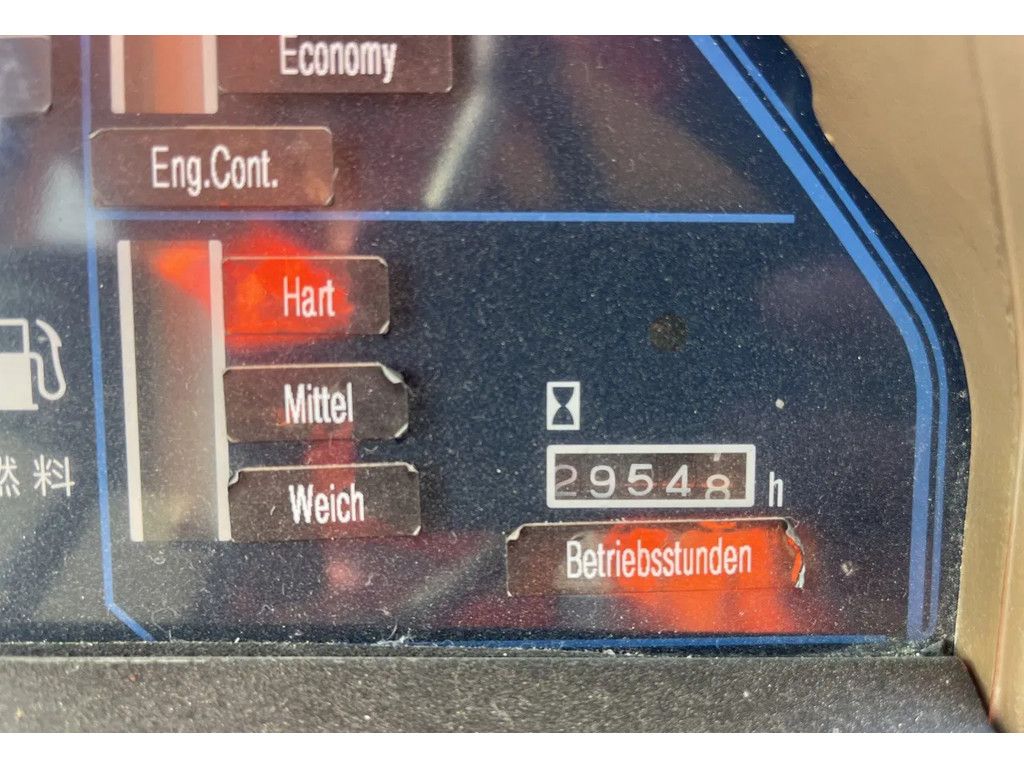 Economy
Eng.Cont.
Hart
Mittel
燃料
Weich
29548 h
Betriebsstunden